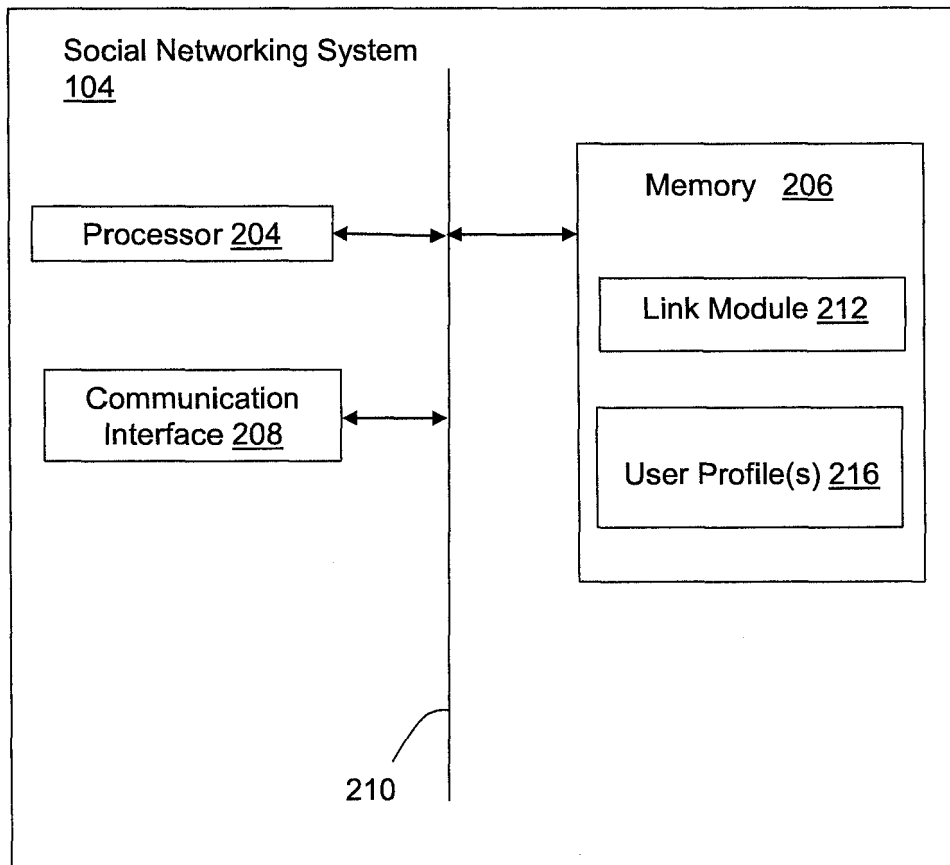 Social Networking System
104
Memory 206
Processor 204
Link Module 212
Communication
Interface 208
User Profile(s) 216
210